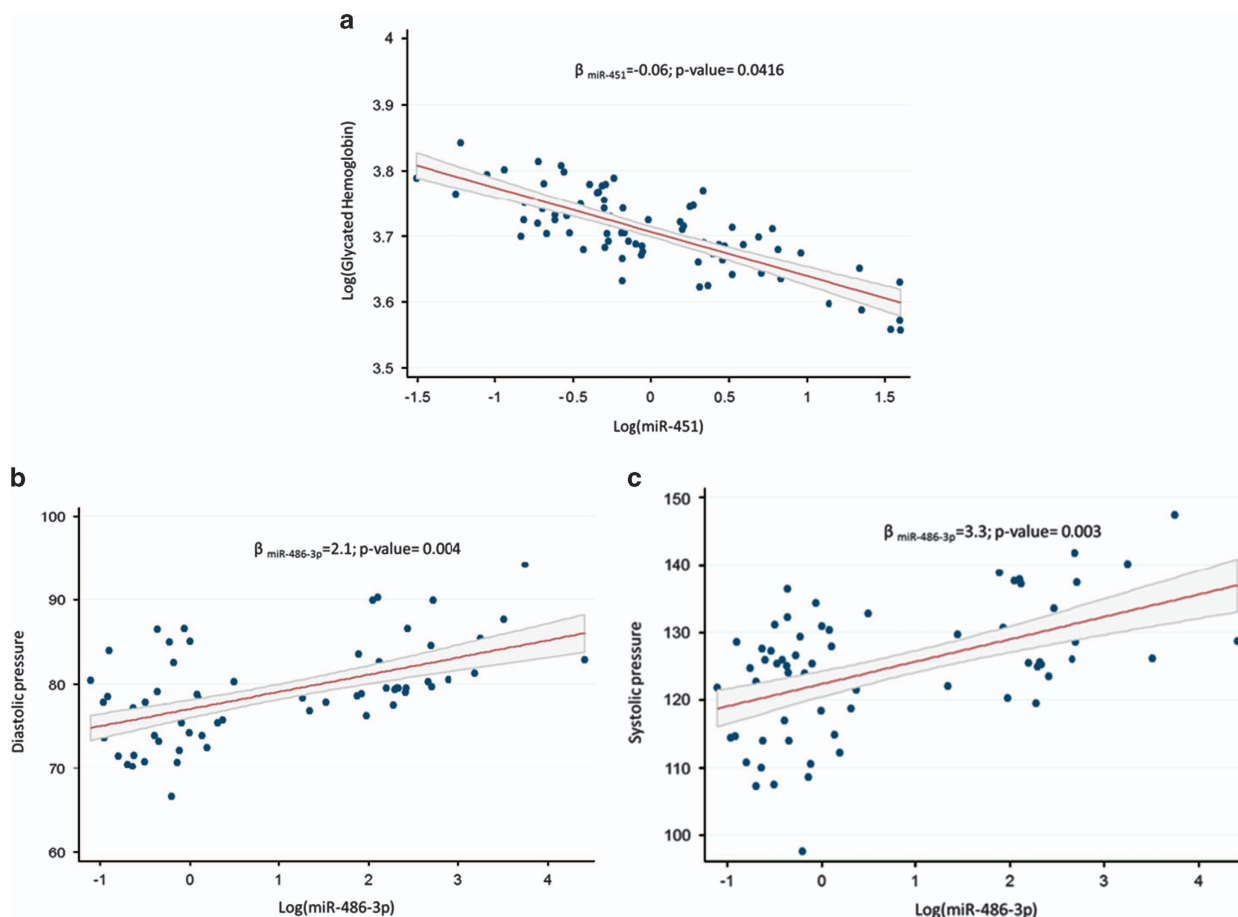 a
β miR-451=-0.06; p-value= 0.0416
Log(Glycated Hemoglobin)
4
3.9
3.8
3.7
3.6
3.5
-1.5 -1 -0.5 0 0.5 1 1.5
Log(miR-451)
b
β miR-486-3p=2.1; p-value= 0.004
Diastolic pressure
100
90
80
70
60
-1 0 1 2 3 4
Log(miR-486-3p)
c
β miR-486-3p=3.3; p-value= 0.003
Systolic pressure
150
140
130
120
110
100
-1 0 1 2 3 4
Log(miR-486-3p)